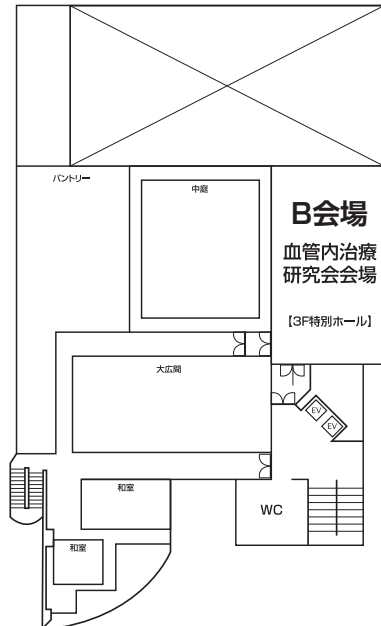 パントリー
中庭
B会場
血管内治療
研究会会場
【3F特別ホール】
大広間
EV
EV
和室
WC
和室